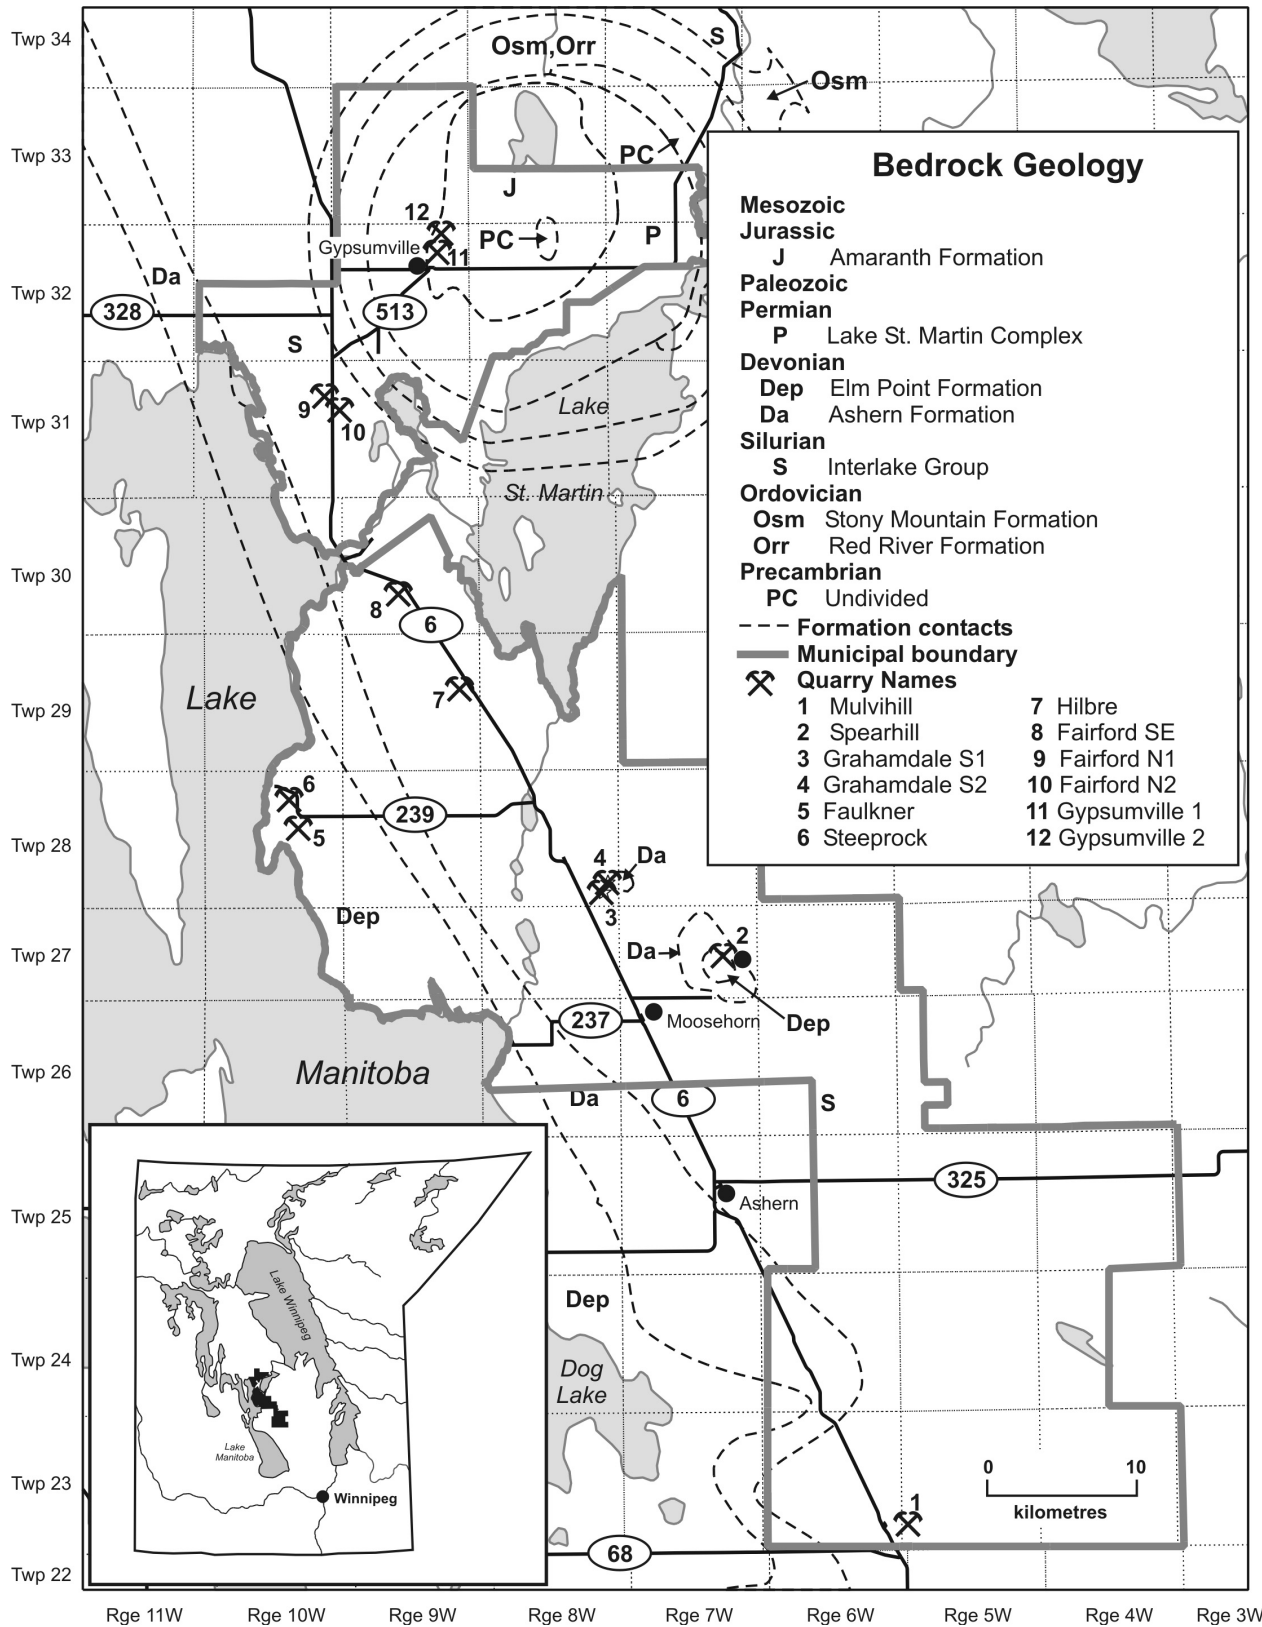 Twp 34
Osm,Orr
S
Osm
Twp 33
PC
J
12
PC
P
Gypsumville
11
Da
Twp 32
328
513
S
Twp 31
9
10
Lake
St. Martin
Twp 30
8
6
Lake
7
Twp 29
6
239
5
Twp 28
4
Da
3
Dep
2
Twp 27
Da
237
Moosehorn
Dep
Twp 26
Manitoba
Da
6
S
325
Twp 25
Ashern
Dep
Twp 24
Dog
Lake
Twp 23
1
68
Twp 22
0 10
kilometres
Bedrock Geology
Mesozoic
Jurassic
J Amaranth Formation
Paleozoic
Permian
P Lake St. Martin Complex
Devonian
Dep Elm Point Formation
Da Ashern Formation
Silurian
S Interlake Group
Ordovician
Osm Stony Mountain Formation
Orr Red River Formation
Precambrian
PC Undivided
Formation contacts
Municipal boundary
Quarry Names
1 Mulvihill 7 Hilbre
2 Spearhill 8 Fairford SE
3 Grahamdale S1 9 Fairford N1
4 Grahamdale S2 10 Fairford N2
5 Faulkner 11 Gypsumville 1
6 Steeprock 12 Gypsumville 2
Lake Winnipeg
Lake
Manitoba
Winnipeg
Rge 11W Rge 10W Rge 9W Rge 8W Rge 7W Rge 6W Rge 5W Rge 4W Rge 3W